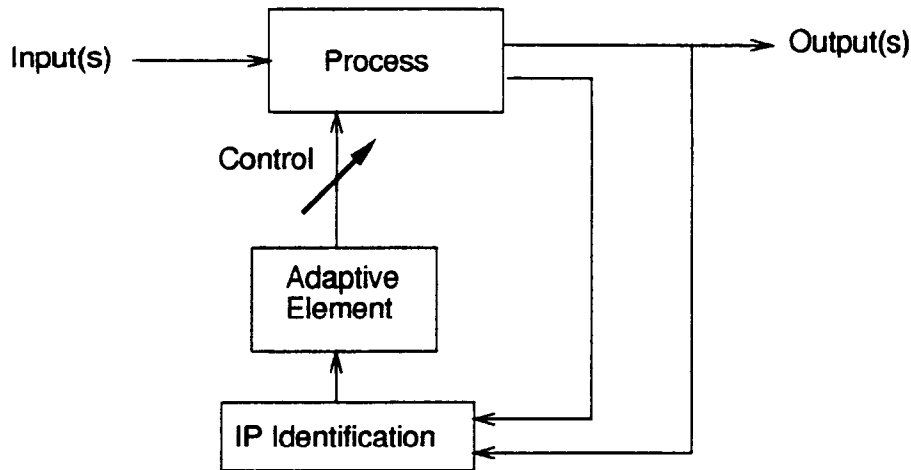 Input(s)
Process
Output(s)
Control
Adaptive
Element
IP Identification